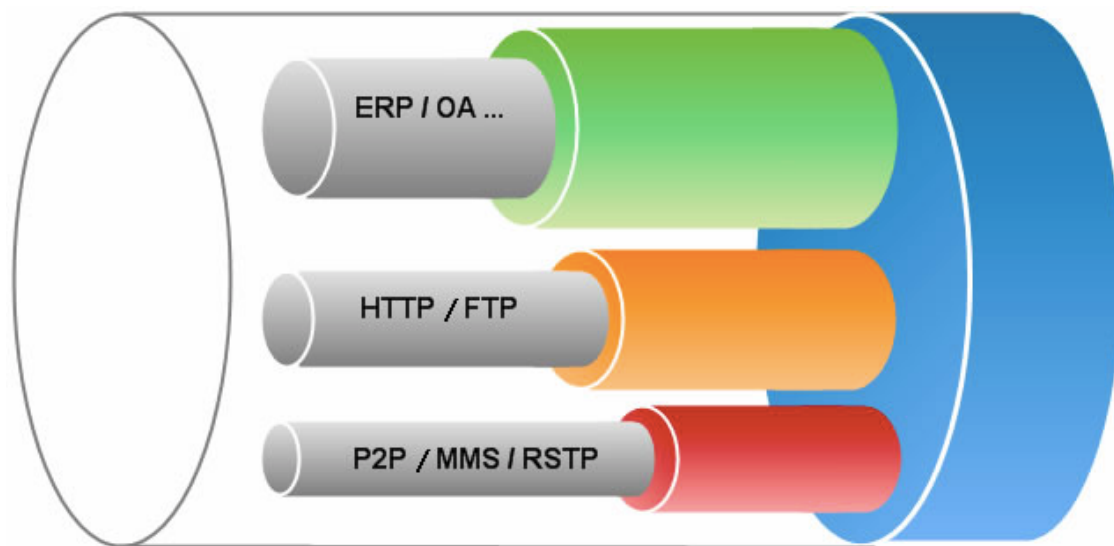 ERP / OA ...
HTTP / FTP
P2P / MMS / RSTP